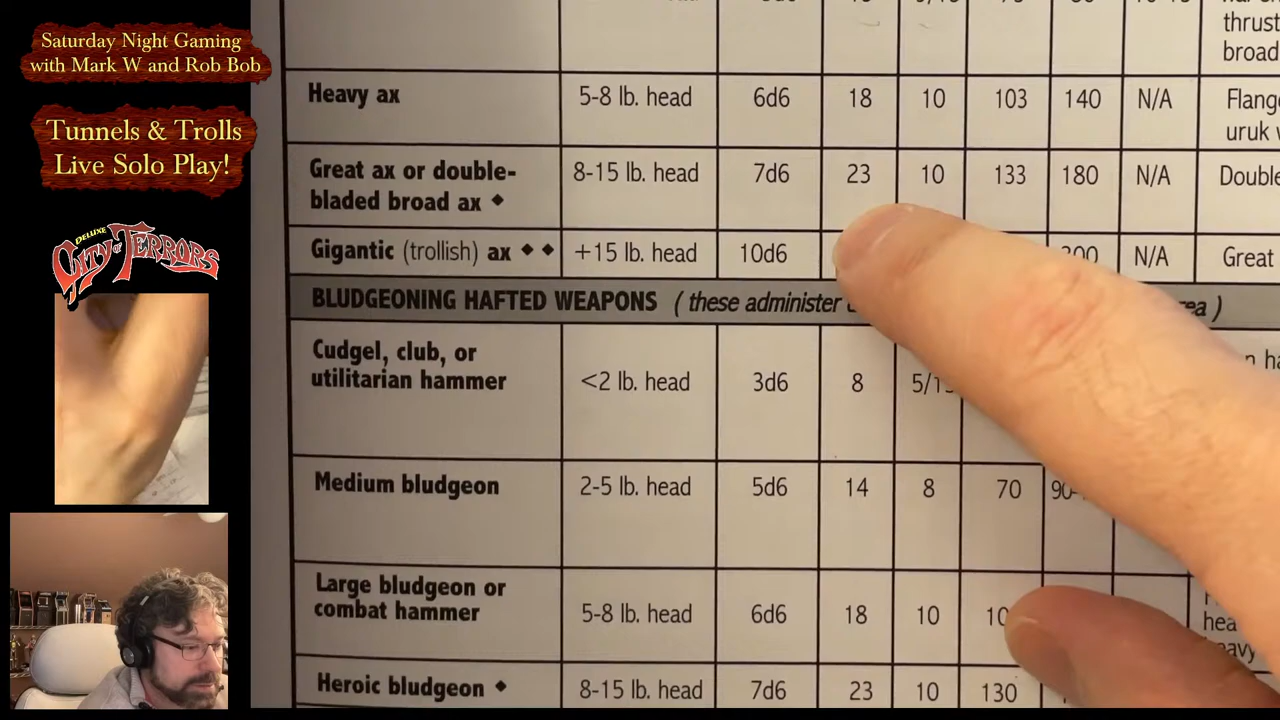 Saturday Night Gaming
with Mark W and Rob Bob
Tunnels & Trolls
Live Solo Play!
DELUXE
CITY OF TERRORS
thrust
broad
Heavy ax 5-8 lb. head 6d6 18 10 103 140 N/A Flange
uruk
Great ax or double-
bladed broad ax ◆ 8-15 lb. head 7d6 23 10 133 180 N/A Double
Gigantic (trollish) ax ◆ ◆ +15 lb. head 10d6 N/A Great
BLUDGEONING HAFTED WEAPONS ( these administer
Cudgel, club, or
utilitarian hammer <2 lb. head 3d6 8
Medium bludgeon 2-5 lb. head 5d6 14 8 70
Large bludgeon or
combat hammer 5-8 lb. head 6d6 18 10
Heroic bludgeon ◆ 8-15 lb. head 7d6 23 10 130